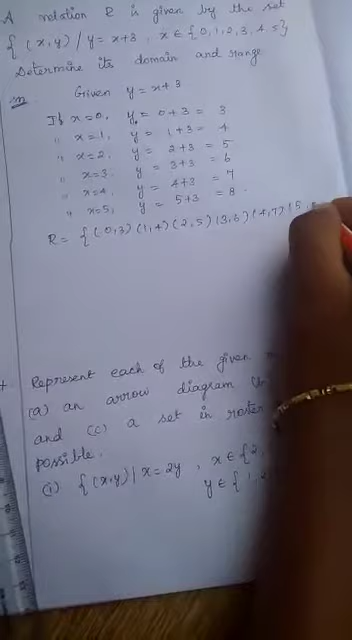 A relation R is given by the set
{(x,y) / y = x+3, x ∈ {0,1,2,3,4,5}}
Determine its domain and range
Given y = x+3
If x=0, y = 0+3 = 3
" x=1, y = 1+3 = 4
" x=2, y = 2+3 = 5
" x=3. y = 3+3 = 6
" x=4. y = 4+3 = 7
" x=5, y = 5+3 = 8.
R = {(0,3)(1,4)(2,5)(3,6)(4,7)(5,
Represent each of the given
(a) an arrow diagram (b)
and (c) a set in roster
possible.
(i) {(x,y) | x = 2y, x ∈ {2,
y ∈ {1,2